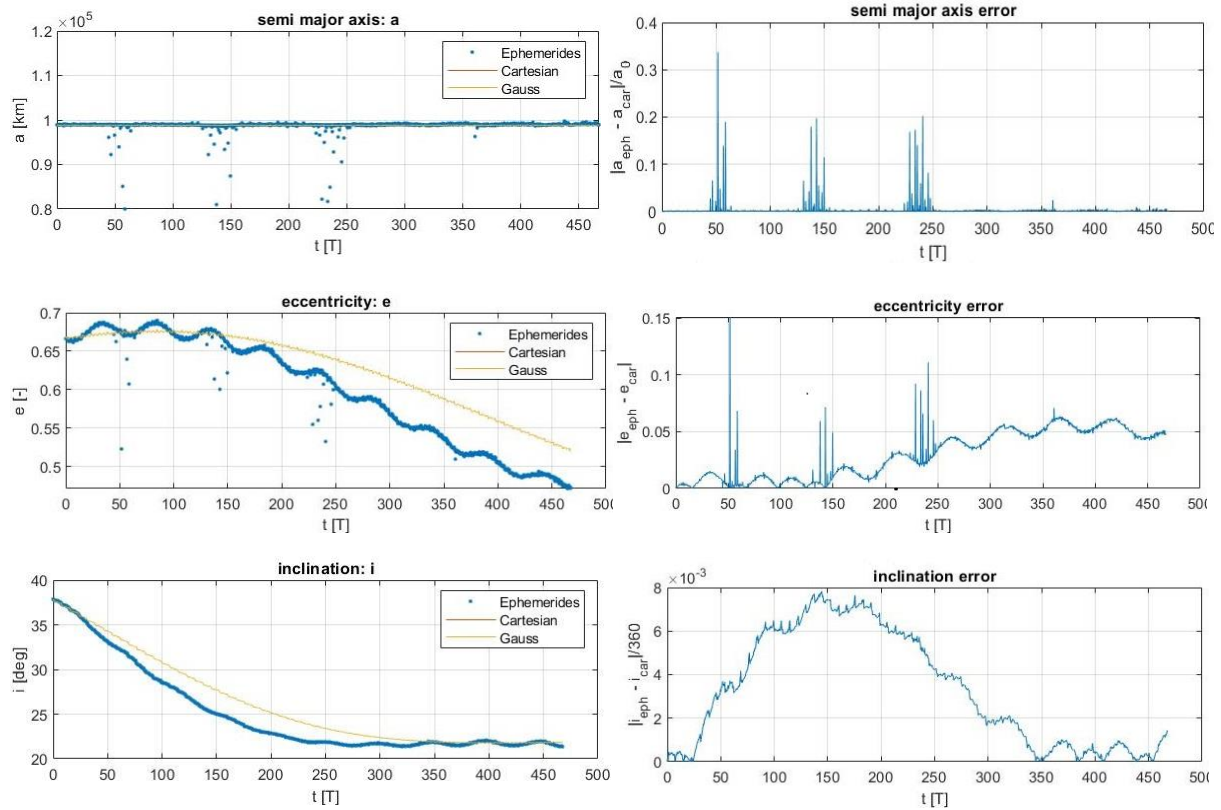 semi major axis: a
×10⁵
1.2
1.1
1
0.9
0.8
a [km]
Ephemerides
Cartesian
Gauss
0 50 100 150 200 250 300 350 400 450
t [T]
semi major axis error
0.4
0.3
0.2
0.1
0
|a_eph - a_car|/a_0
0 50 100 150 200 250 300 350 400 450 500
t [T]
eccentricity: e
0.7
0.65
0.6
0.55
0.5
e [-]
Ephemerides
Cartesian
Gauss
0 50 100 150 200 250 300 350 400 450 500
t [T]
eccentricity error
0.15
0.1
0.05
0
|e_eph - e_car|
0 50 100 150 200 250 300 350 400 450 500
t [T]
inclination: i
40
35
30
25
20
i [deg]
Ephemerides
Cartesian
Gauss
0 50 100 150 200 250 300 350 400 450 500
t [T]
inclination error
×10⁻³
8
6
4
2
0
|i_eph - i_car|/360
0 50 100 150 200 250 300 350 400 450 500
t [T]